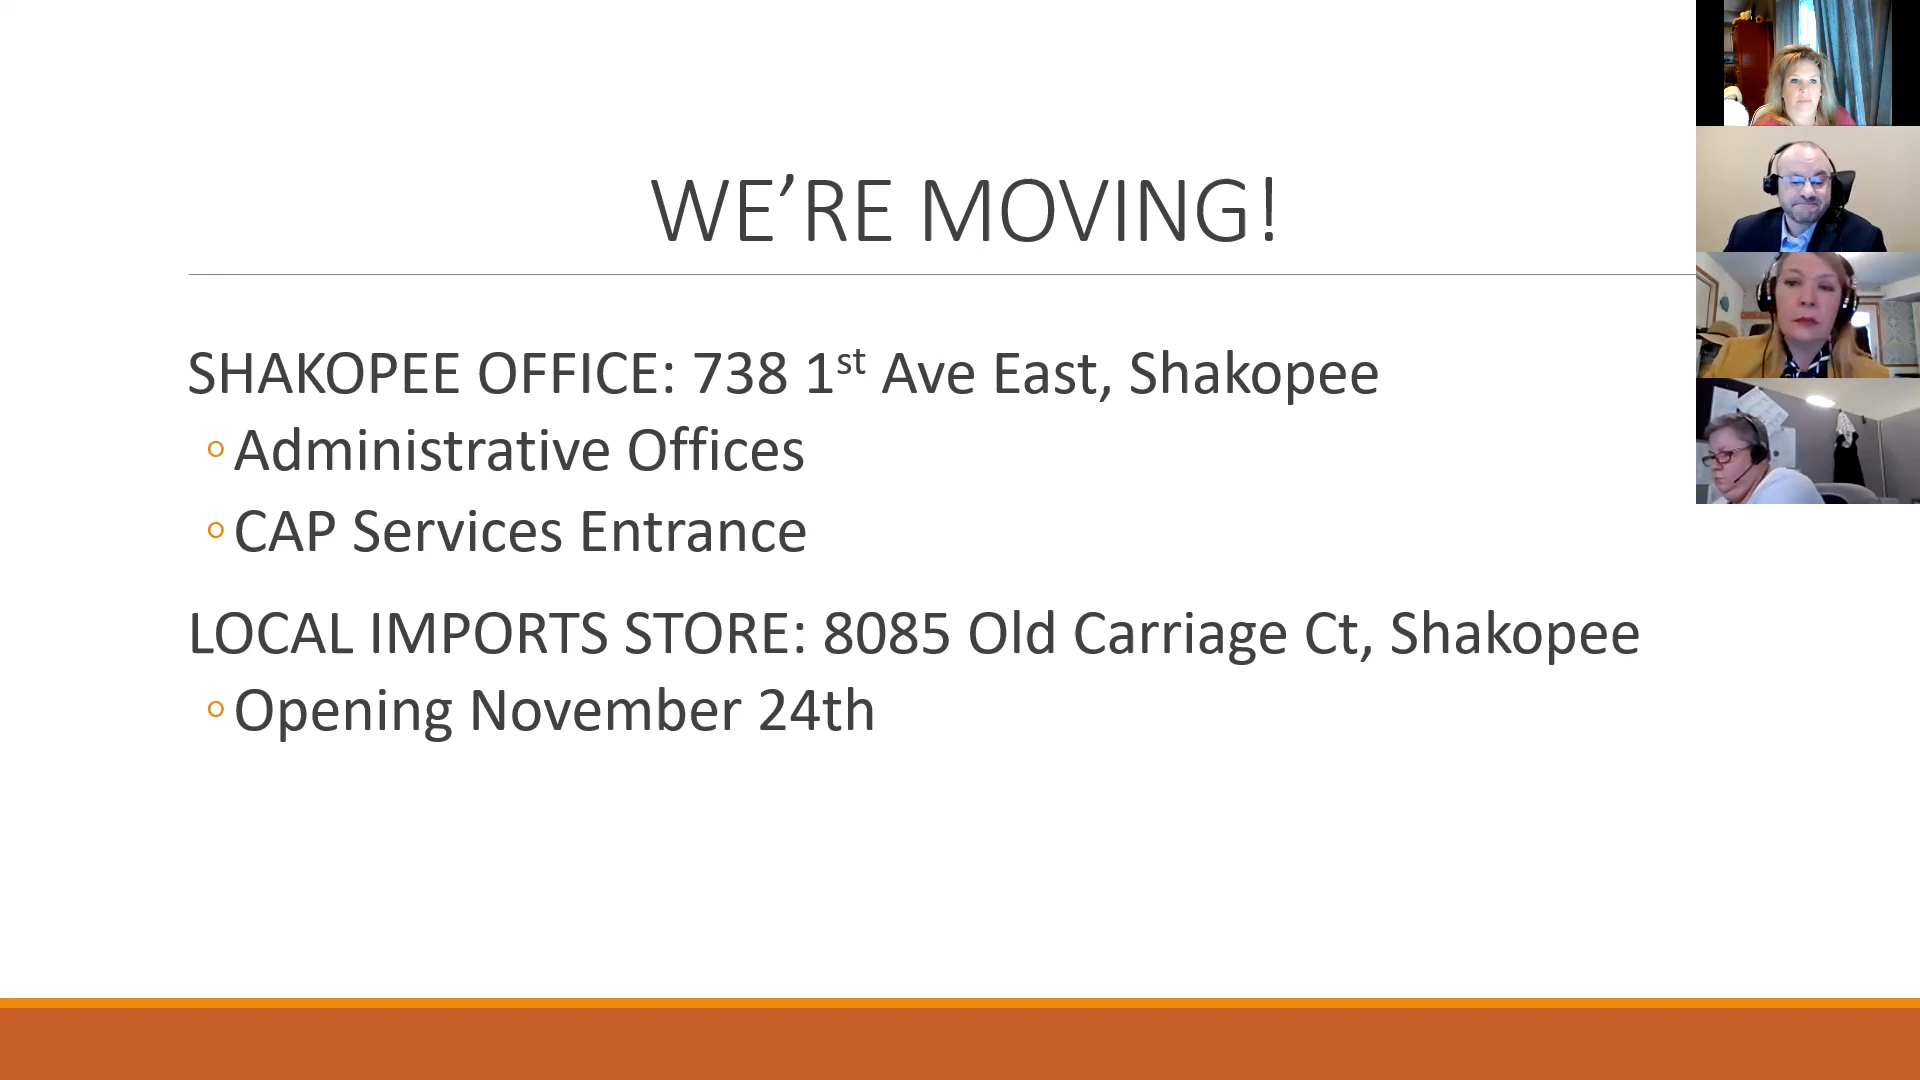 WE’RE MOVING!
SHAKOPEE OFFICE: 738 1st Ave East, Shakopee
◦Administrative Offices
◦CAP Services Entrance
LOCAL IMPORTS STORE: 8085 Old Carriage Ct, Shakopee
◦Opening November 24th